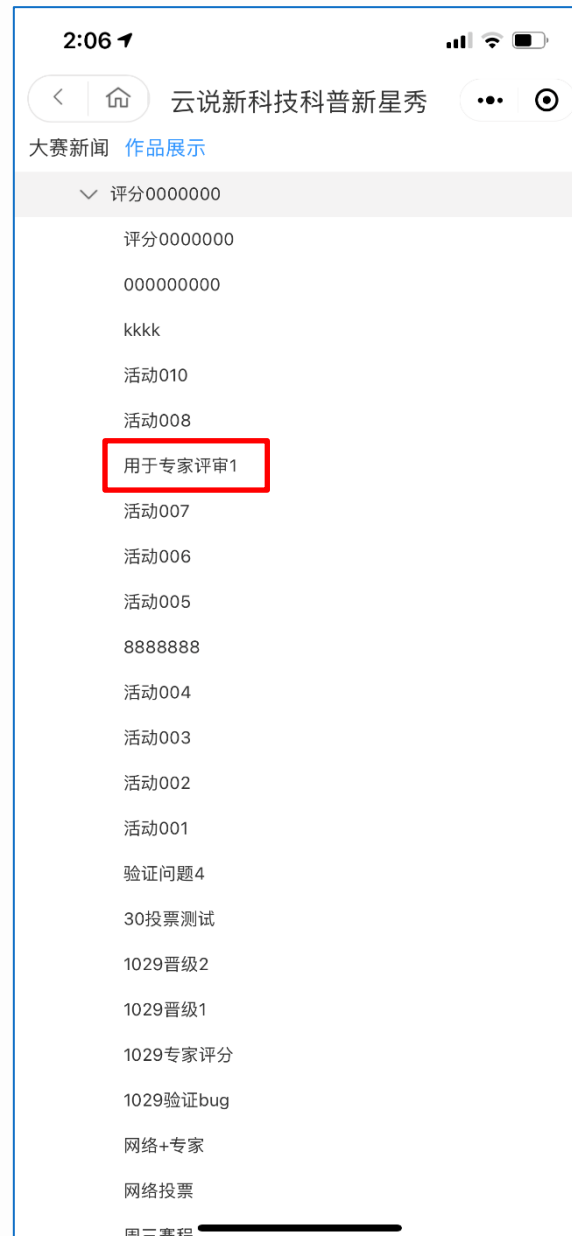 2:06
云说新科技科普新星秀
大赛新闻 作品展示
评分0000000
评分0000000
000000000
kkkk
活动010
活动008
用于专家评审1
活动007
活动006
活动005
8888888
活动004
活动003
活动002
活动001
验证问题4
30投票测试
1029晋级2
1029晋级1
1029专家评分
1029验证bug
网络+专家
网络投票
周三赛程